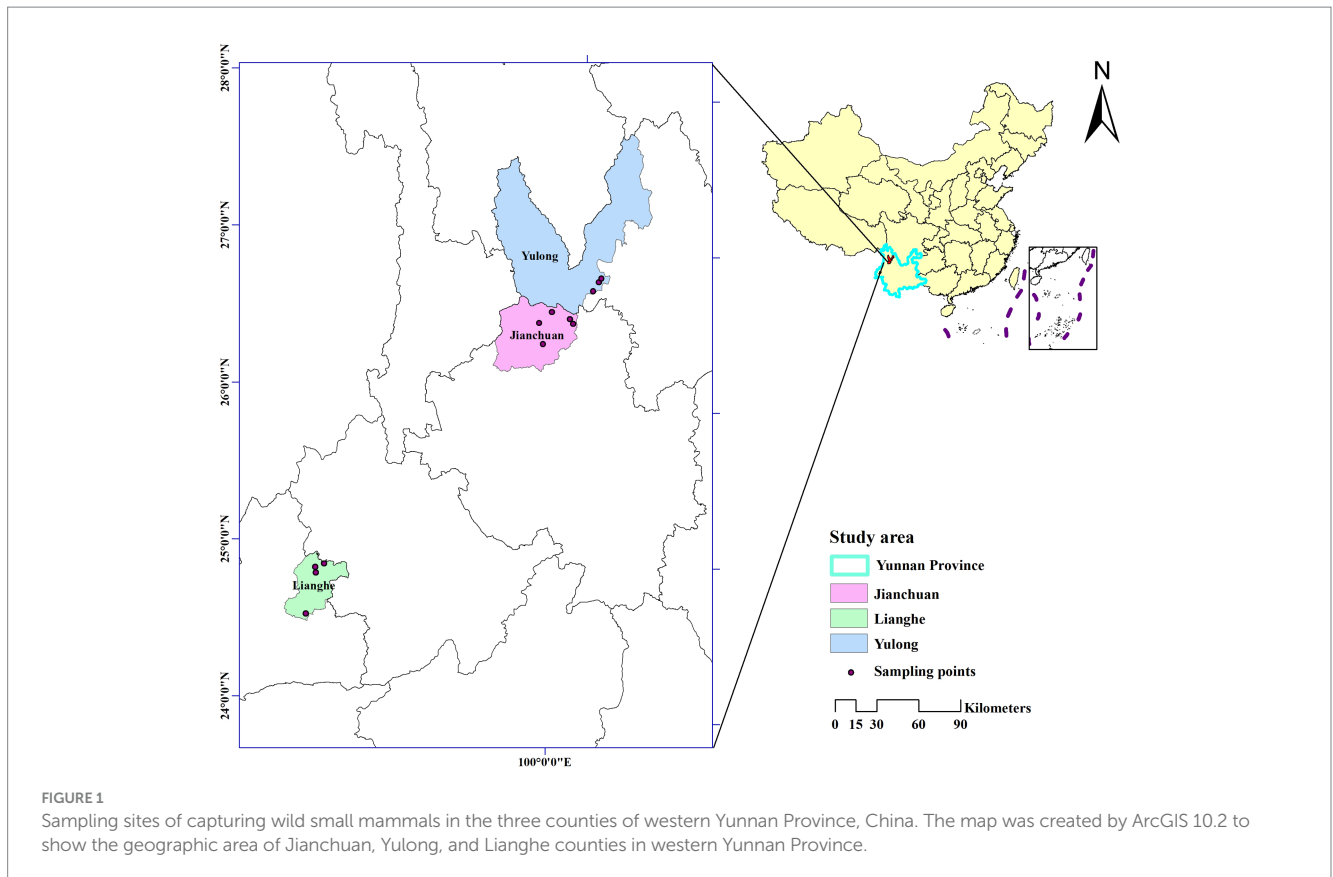 28°0'0"N
27°0'0"N
26°0'0"N
25°0'0"N
24°0'0"N
100°0'0"E
Yulong
Jianchuan
Lianghe
N
Study area
Yunnan Province
Jianchuan
Lianghe
Yulong
Sampling points
Kilometers
0 15 30 60 90
FIGURE 1
Sampling sites of capturing wild small mammals in the three counties of western Yunnan Province, China. The map was created by ArcGIS 10.2 to
show the geographic area of Jianchuan, Yulong, and Lianghe counties in western Yunnan Province.